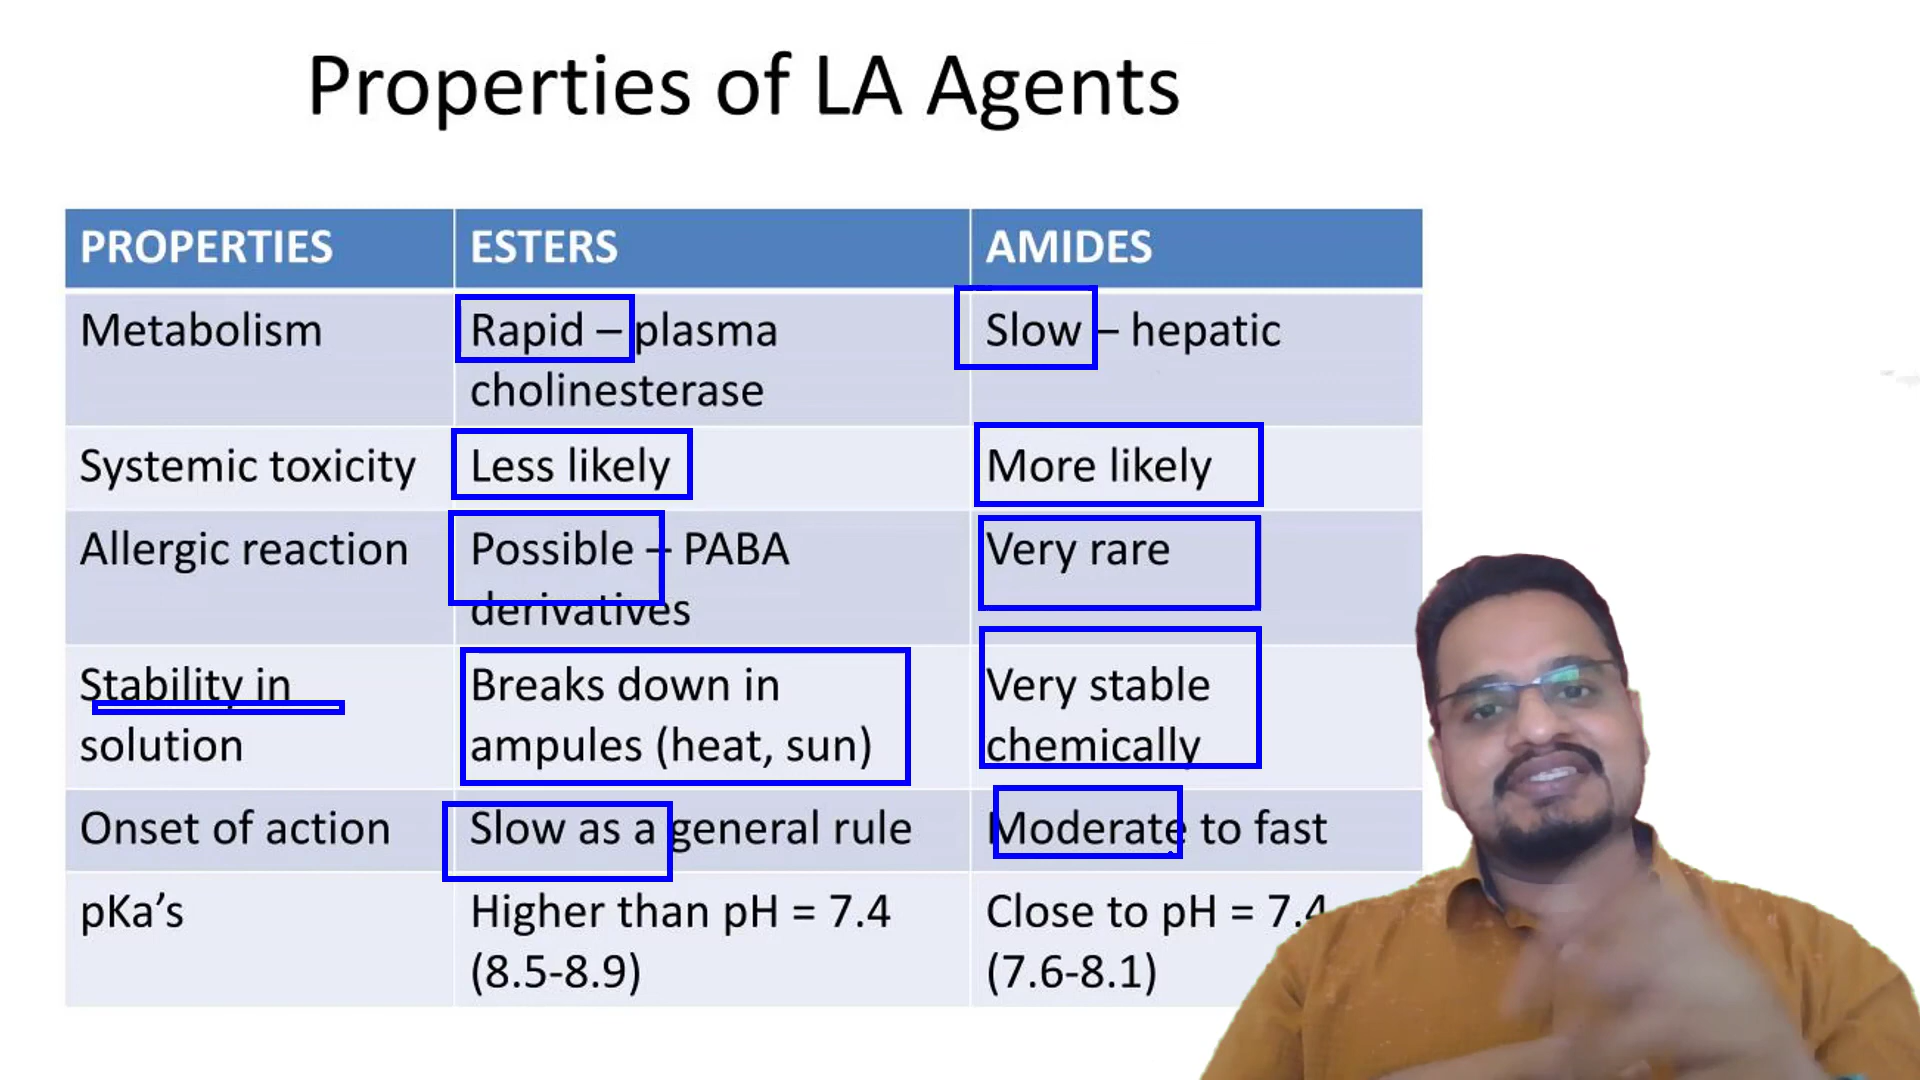 Properties of LA Agents
PROPERTIES ESTERS AMIDES
Metabolism Rapid – plasma Slow – hepatic
cholinesterase
Systemic toxicity Less likely More likely
Allergic reaction Possible – PABA Very rare
derivatives
Stability in Breaks down in Very stable
solution ampules (heat, sun) chemically
Onset of action Slow as a general rule Moderate to fast
pKa’s Higher than pH = 7.4 Close to pH = 7.4
(8.5-8.9) (7.6-8.1)